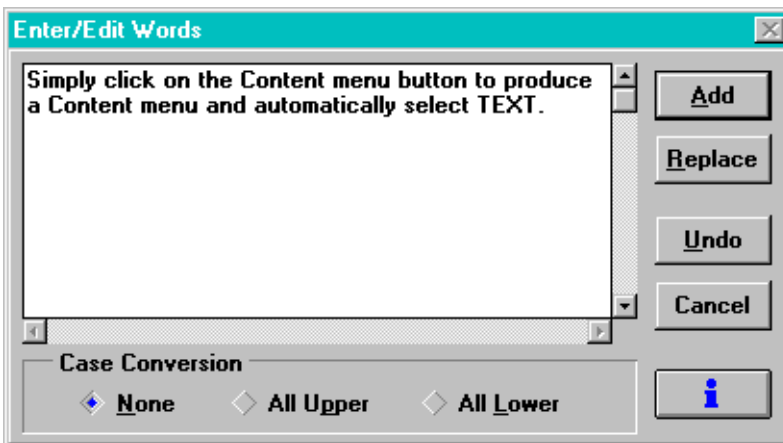 Enter/Edit Words
Simply click on the Content menu button to produce
a Content menu and automatically select TEXT.
Add
Replace
Undo
Cancel
Case Conversion
None All Upper All Lower
i